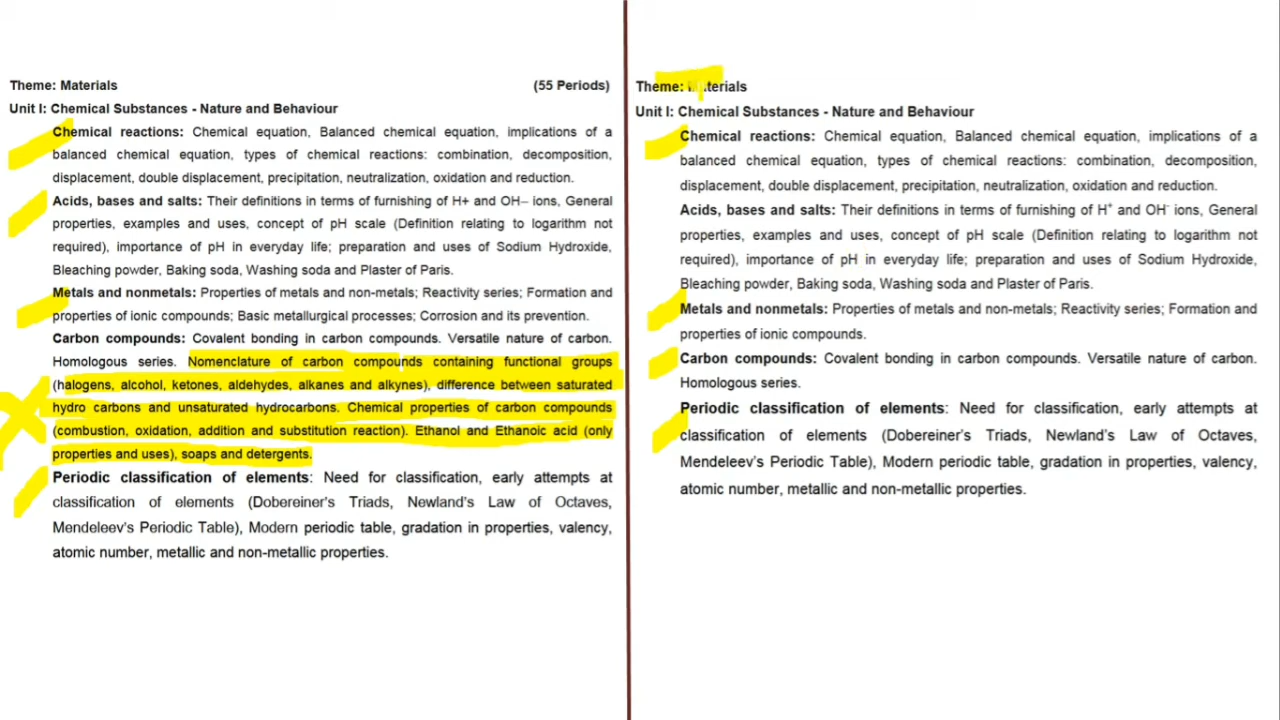 Theme: Materials (55 Periods)
Unit I: Chemical Substances - Nature and Behaviour
Chemical reactions: Chemical equation, Balanced chemical equation, implications of a
balanced chemical equation, types of chemical reactions: combination, decomposition,
displacement, double displacement, precipitation, neutralization, oxidation and reduction.
Acids, bases and salts: Their definitions in terms of furnishing of H+ and OH– ions, General
properties, examples and uses, concept of pH scale (Definition relating to logarithm not
required), importance of pH in everyday life; preparation and uses of Sodium Hydroxide,
Bleaching powder, Baking soda, Washing soda and Plaster of Paris.
Metals and nonmetals: Properties of metals and non-metals; Reactivity series; Formation and
properties of ionic compounds; Basic metallurgical processes; Corrosion and its prevention.
Carbon compounds: Covalent bonding in carbon compounds. Versatile nature of carbon.
Homologous series. Nomenclature of carbon compounds containing functional groups
(halogens, alcohol, ketones, aldehydes, alkanes and alkynes), difference between saturated
hydro carbons and unsaturated hydrocarbons. Chemical properties of carbon compounds
(combustion, oxidation, addition and substitution reaction). Ethanol and Ethanoic acid (only
properties and uses), soaps and detergents.
Periodic classification of elements: Need for classification, early attempts at
classification of elements (Dobereiner's Triads, Newland's Law of Octaves,
Mendeleev's Periodic Table), Modern periodic table, gradation in properties, valency,
atomic number, metallic and non-metallic properties.
Theme: Materials
Unit I: Chemical Substances - Nature and Behaviour
Chemical reactions: Chemical equation, Balanced chemical equation, implications of a
balanced chemical equation, types of chemical reactions: combination, decomposition,
displacement, double displacement, precipitation, neutralization, oxidation and reduction.
Acids, bases and salts: Their definitions in terms of furnishing of H⁺ and OH⁻ ions, General
properties, examples and uses, concept of pH scale (Definition relating to logarithm not
required), importance of pH in everyday life; preparation and uses of Sodium Hydroxide,
Bleaching powder, Baking soda, Washing soda and Plaster of Paris.
Metals and nonmetals: Properties of metals and non-metals; Reactivity series; Formation and
properties of ionic compounds.
Carbon compounds: Covalent bonding in carbon compounds. Versatile nature of carbon.
Homologous series.
Periodic classification of elements: Need for classification, early attempts at
classification of elements (Dobereiner's Triads, Newland's Law of Octaves,
Mendeleev's Periodic Table), Modern periodic table, gradation in properties, valency,
atomic number, metallic and non-metallic properties.